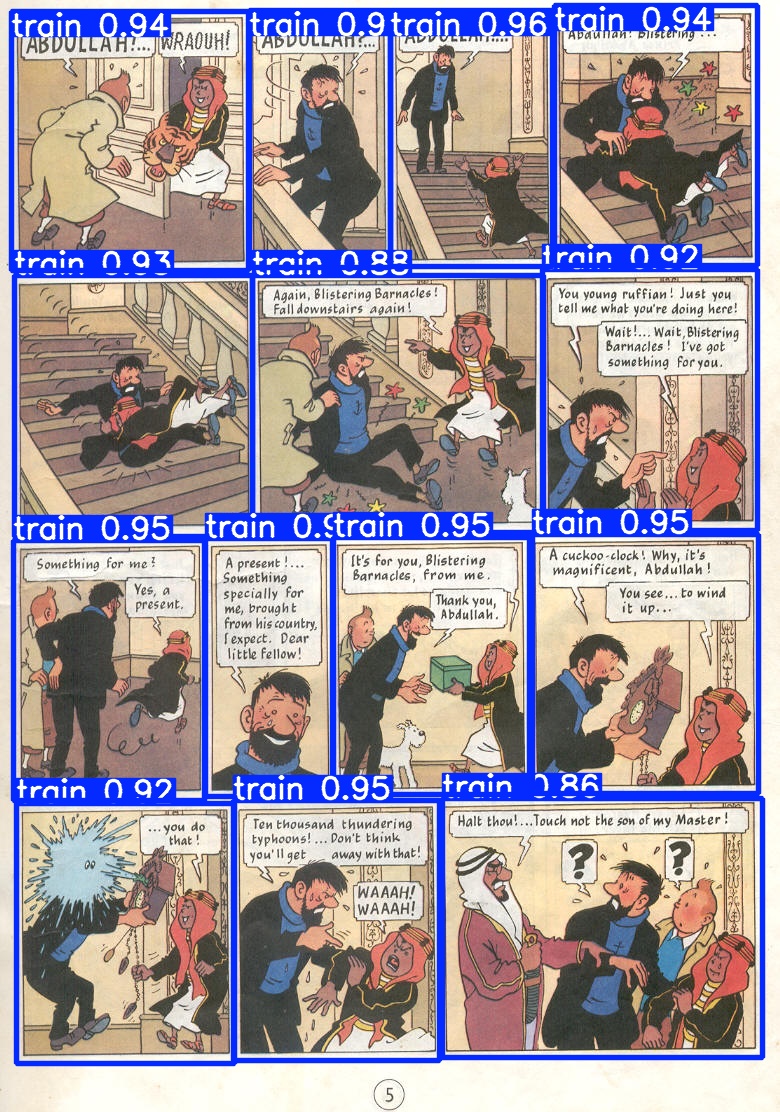 train 0.94
ABDULLAH!...
WRAOUH!
train 0.9
ABDULLAH?...
train 0.96
ABDULLAH!...!
train 0.94
Abdullah! Blistering ...
train 0.93
train 0.88
Again, Blistering Barnacles!
Fall downstairs again!
train 0.92
You young ruffian! Just you
tell me what you're doing here!
Wait!... Wait, Blistering
Barnacles! I've got
something for you.
train 0.95
Something for me?
Yes, a
present.
train 0.9
A present!...
Something
specially for
me, brought
from his country,
I expect. Dear
little fellow!
train 0.95
It's for you, Blistering
Barnacles, from me.
Thank you,
Abdullah.
train 0.95
A cuckoo-clock! Why, it's
magnificent, Abdullah!
You see... to wind
it up...
train 0.92
...you do
that!
train 0.95
Ten thousand thundering
typhoons!... Don't think
you'll get away with that!
WAAAH!
WAAAH!
train 0.86
Halt thou!...Touch not the son of my Master!
?
?
5